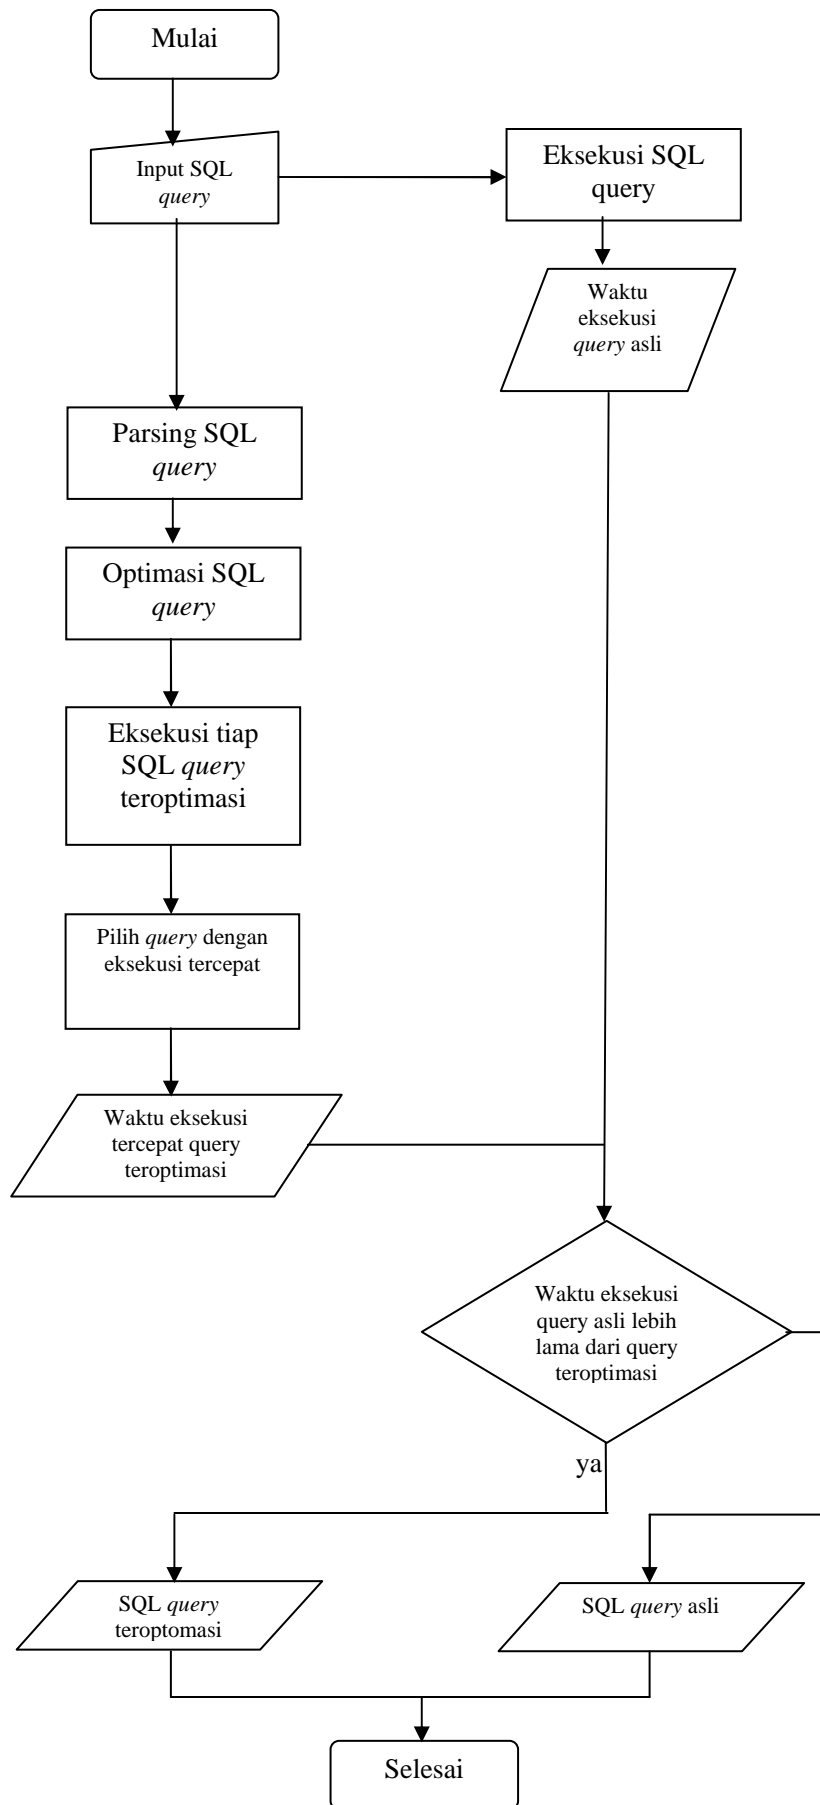 Mulai
Input SQL
query
Eksekusi SQL
query
Waktu
eksekusi
query asli
Parsing SQL
query
Optimasi SQL
query
Eksekusi tiap
SQL query
teroptimasi
Pilih query dengan
eksekusi tercepat
Waktu eksekusi
tercepat query
teroptimasi
Waktu eksekusi
query asli lebih
lama dari query
teroptimasi
ya
SQL query
teroptomasi
SQL query asli
Selesai